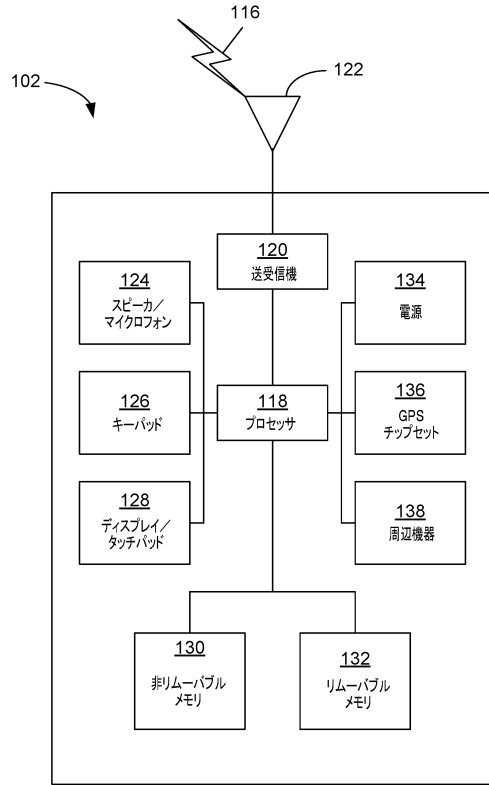 116
102
122
120
送受信機
124
スピーカ／
マイクロフォン
134
電源
126
キーパッド
118
プロセッサ
136
GPS
チップセット
128
ディスプレイ／
タッチパッド
138
周辺機器
130
非リムーバブル
メモリ
132
リムーバブル
メモリ